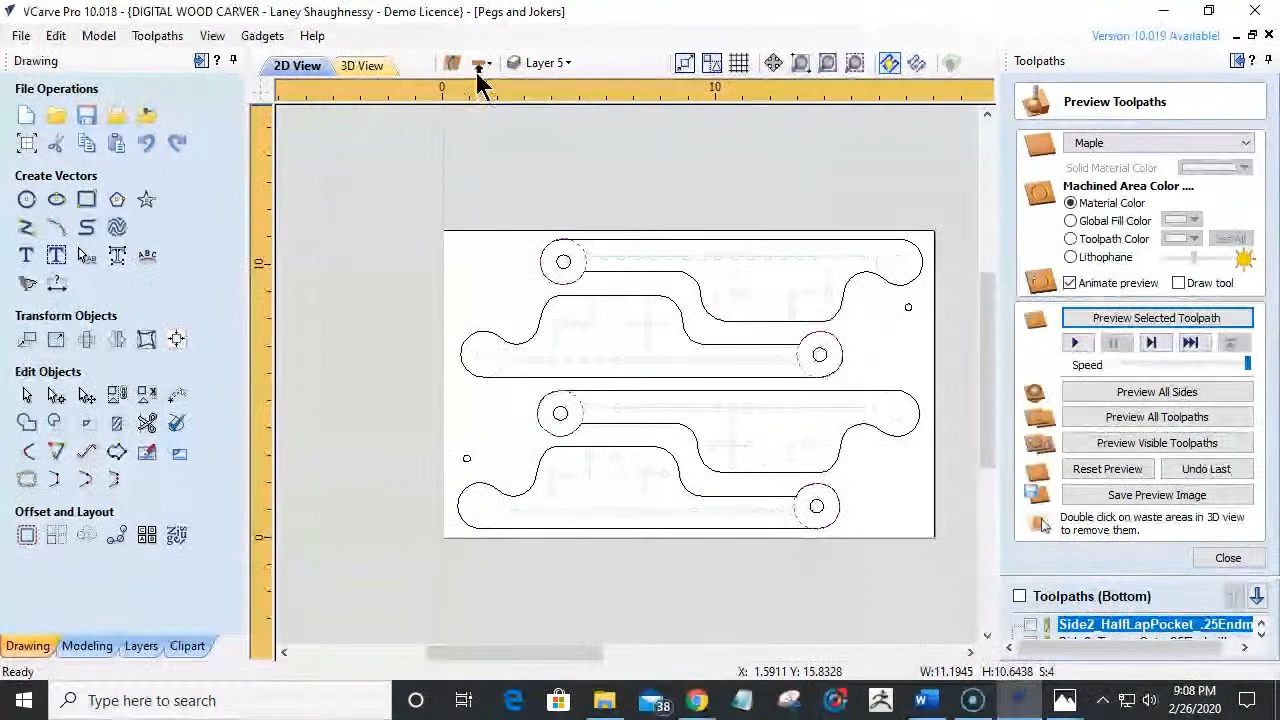 VCarve Pro 10.018 - {DIGITAL WOOD CARVER - Laney Shaughnessy - Demo Licence} - [Pegs and Jokers]
File Edit Model Toolpaths View Gadgets Help
Version 10.019 Available
Drawing
2D View 3D View
Layer 5
Toolpaths
File Operations
Create Vectors
Transform Objects
Edit Objects
Offset and Layout
Drawing Modeling Layers Clipart
0 10
10
0
Preview Toolpaths
Maple
Solid Material Color
Machined Area Color ....
Material Color
Global Fill Color
Toolpath Color
Lithophane
Animate preview Draw tool
Preview Selected Toolpath
Speed
Preview All Sides
Preview All Toolpaths
Preview Visible Toolpaths
Reset Preview Undo Last
Save Preview Image
Double click on waste areas in 3D view
to remove them.
Close
Toolpaths (Bottom)
Side2_HalfLapPocket_.25Endm
Ready
X: 1.5911 Y: 15.8328
W:11.1945 H:10.6438 S:4
Type here to search
38
9:08 PM
2/26/2020